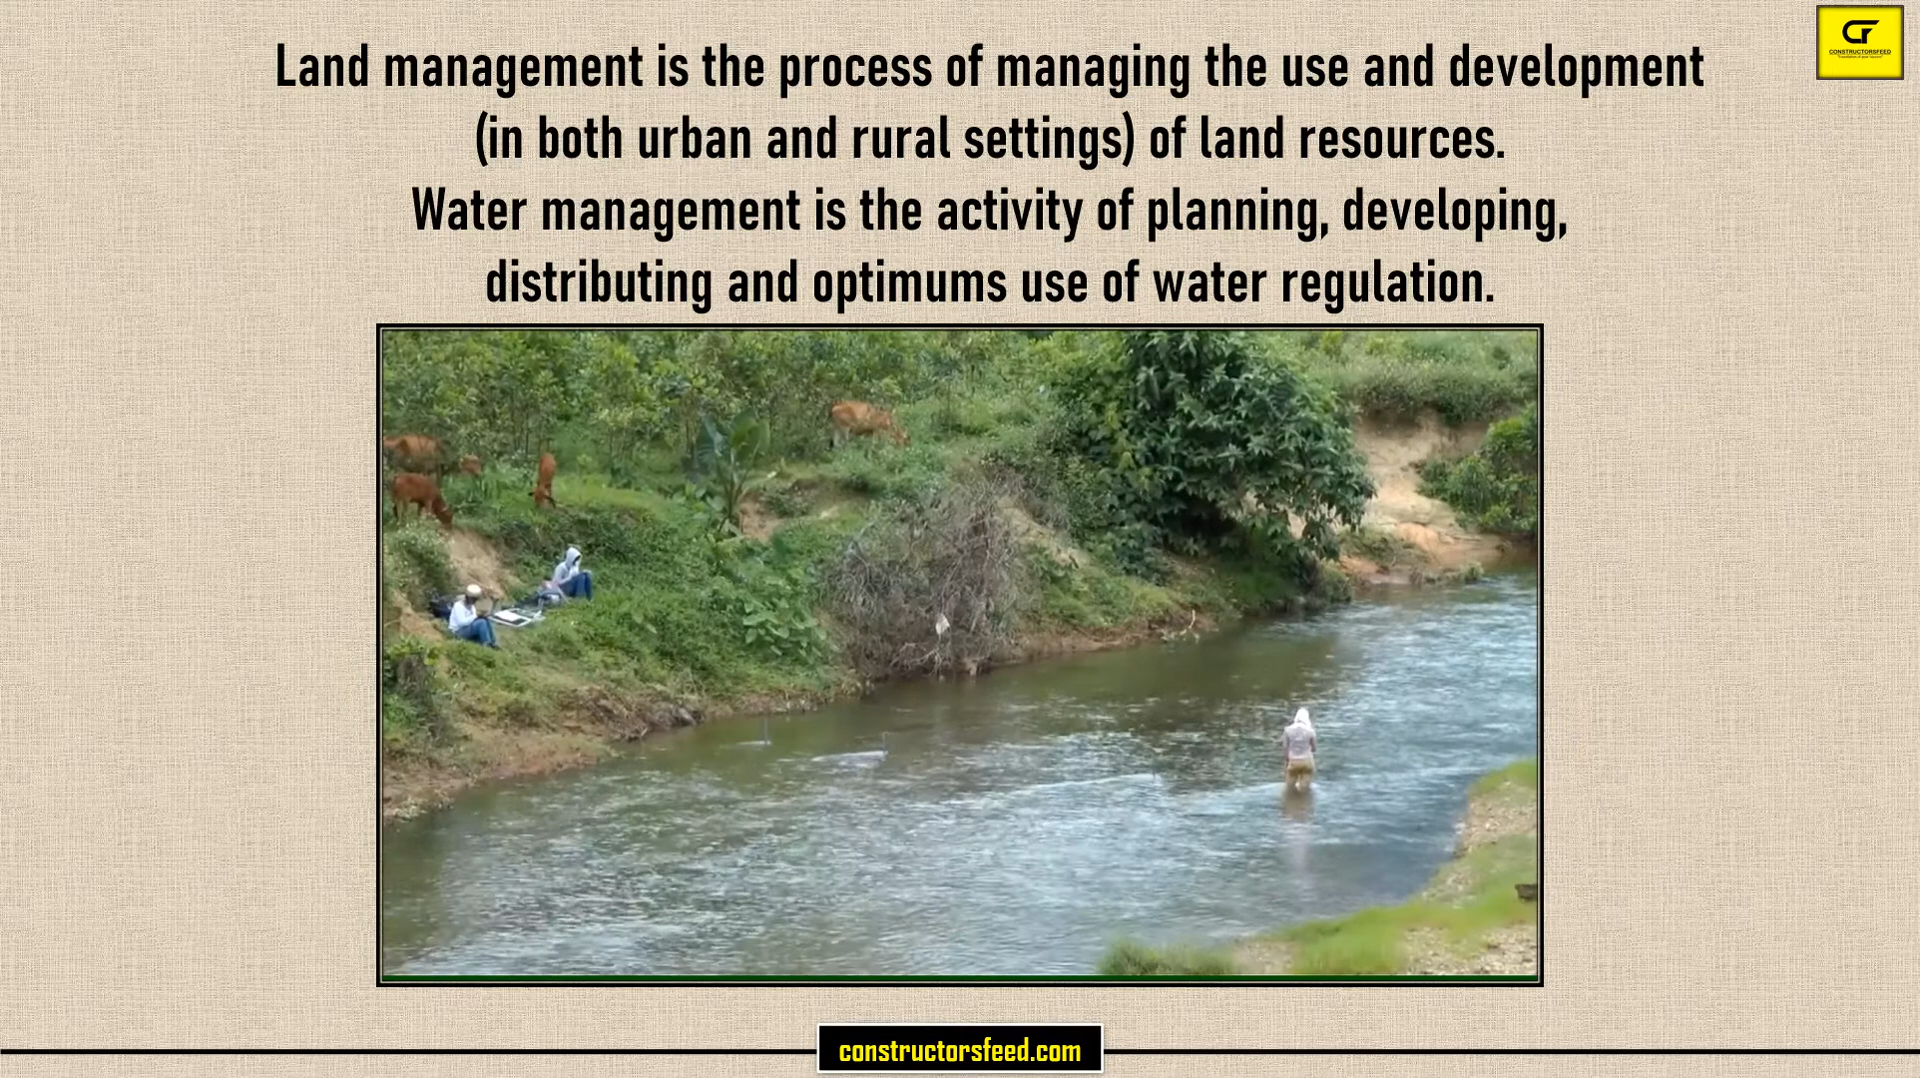 Land management is the process of managing the use and development
(in both urban and rural settings) of land resources.
Water management is the activity of planning, developing,
distributing and optimums use of water regulation.
CONSTRUCTORSFEED
constructorsfeed.com